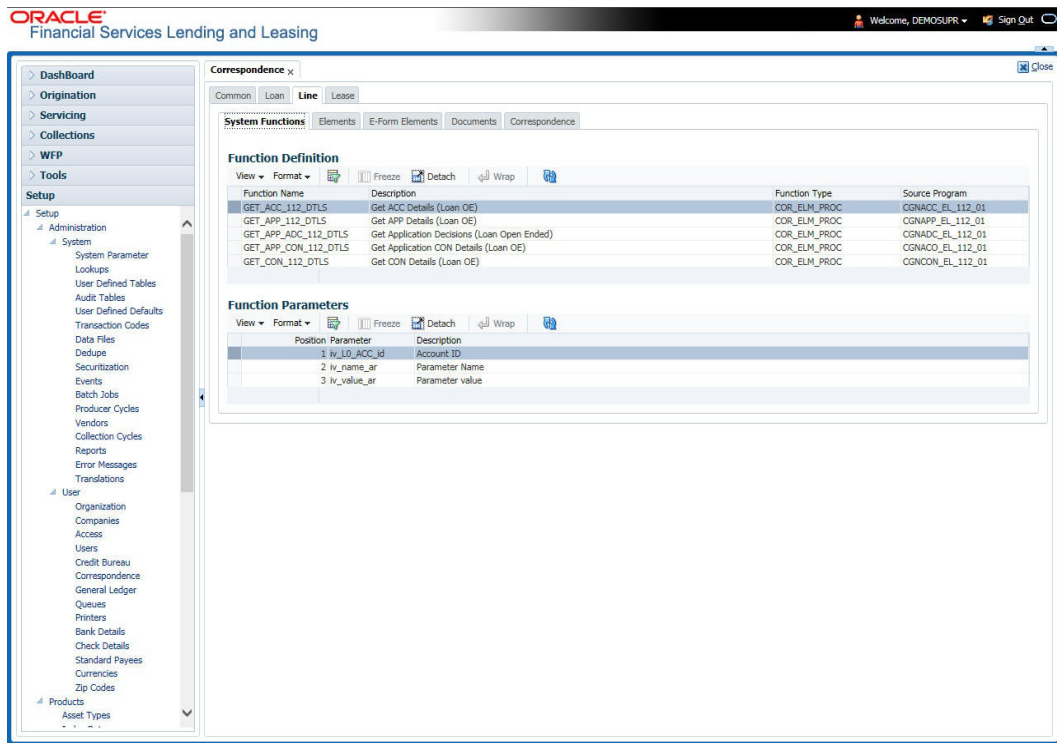 ORACLE
Financial Services Lending and Leasing
Welcome, DEMOSUPR
Sign Out
DashBoard
Origination
Servicing
Collections
WFP
Tools
Setup
Setup
Administration
System
System Parameter
Lookups
User Defined Tables
Audit Tables
User Defined Defaults
Transaction Codes
Data Files
Dedupe
Securitization
Events
Batch Jobs
Producer Cycles
Vendors
Collection Cycles
Reports
Error Messages
Translations
User
Organization
Companies
Access
Users
Credit Bureau
Correspondence
General Ledger
Queues
Printers
Bank Details
Check Details
Standard Payees
Currencies
Zip Codes
Products
Asset Types
Correspondence x
Close
Common Loan Line Lease
System Functions Elements E-Form Elements Documents Correspondence
Function Definition
View Format Freeze Detach Wrap
Function Name Description Function Type Source Program
GET_ACC_112_DTLS Get ACC Details (Loan OE) COR_ELM_PROC CGNACC_EL_112_01
GET_APP_112_DTLS Get APP Details (Loan OE) COR_ELM_PROC CGNAPP_EL_112_01
GET_APP_ADC_112_DTLS Get Application Decisions (Loan Open Ended) COR_ELM_PROC CGNADC_EL_112_01
GET_APP_CON_112_DTLS Get Application CON Details (Loan OE) COR_ELM_PROC CGNACO_EL_112_01
GET_CON_112_DTLS Get CON Details (Loan OE) COR_ELM_PROC CGNCON_EL_112_01
Function Parameters
View Format Freeze Detach Wrap
Position Parameter Description
1 iv_L0_ACC_id Account ID
2 iv_name_ar Parameter Name
3 iv_value_ar Parameter value